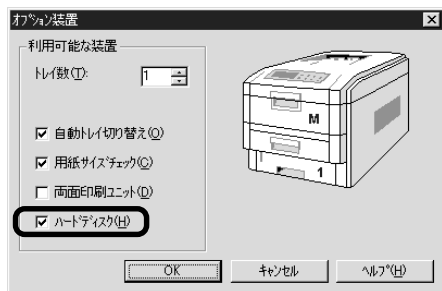 オプション装置
利用可能な装置
トレイ数(T): 1
自動トレイ切り替え(O)
用紙サイズチェック(C)
両面印刷ユニット(D)
ハードディスク(H)
M
1
OK キャンセル ヘルプ(H)